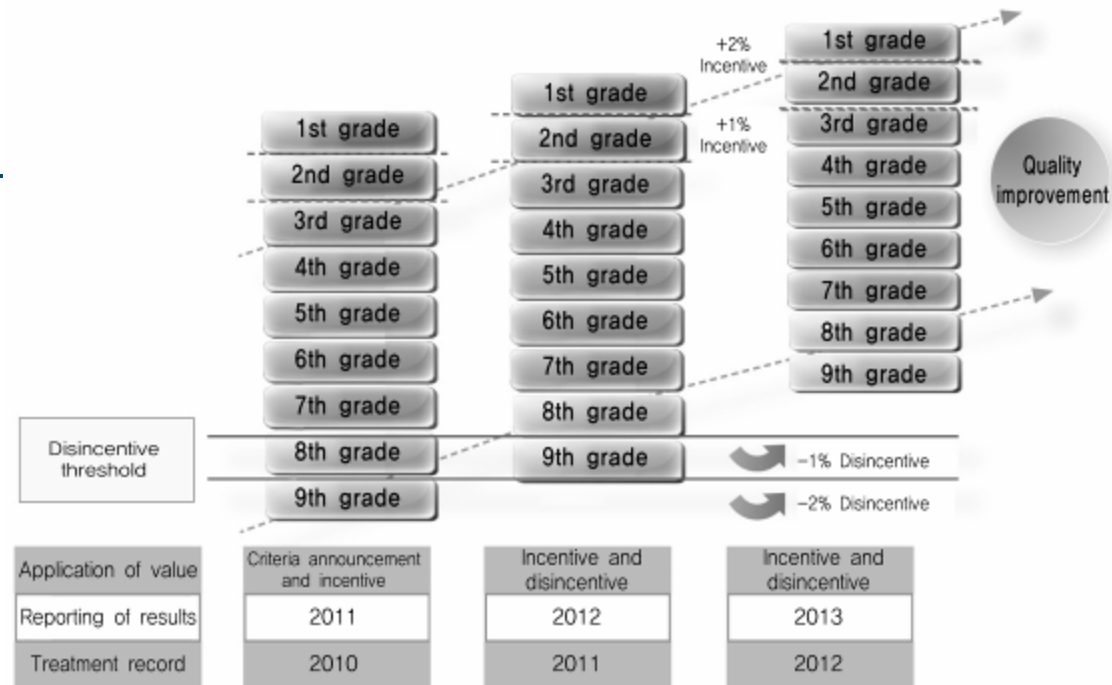 1st grade
2nd grade
3rd grade
4th grade
5th grade
6th grade
7th grade
8th grade
9th grade
1st grade
2nd grade
3rd grade
4th grade
5th grade
6th grade
7th grade
8th grade
9th grade
+2%
Incentive
+1%
Incentive
1st grade
2nd grade
3rd grade
4th grade
5th grade
6th grade
7th grade
8th grade
9th grade
Quality
improvement
Disincentive
threshold
-1% Disincentive
-2% Disincentive
Application of value
Criteria announcement
and incentive
Incentive and
disincentive
Incentive and
disincentive
Reporting of results
2011
2012
2013
Treatment record
2010
2011
2012